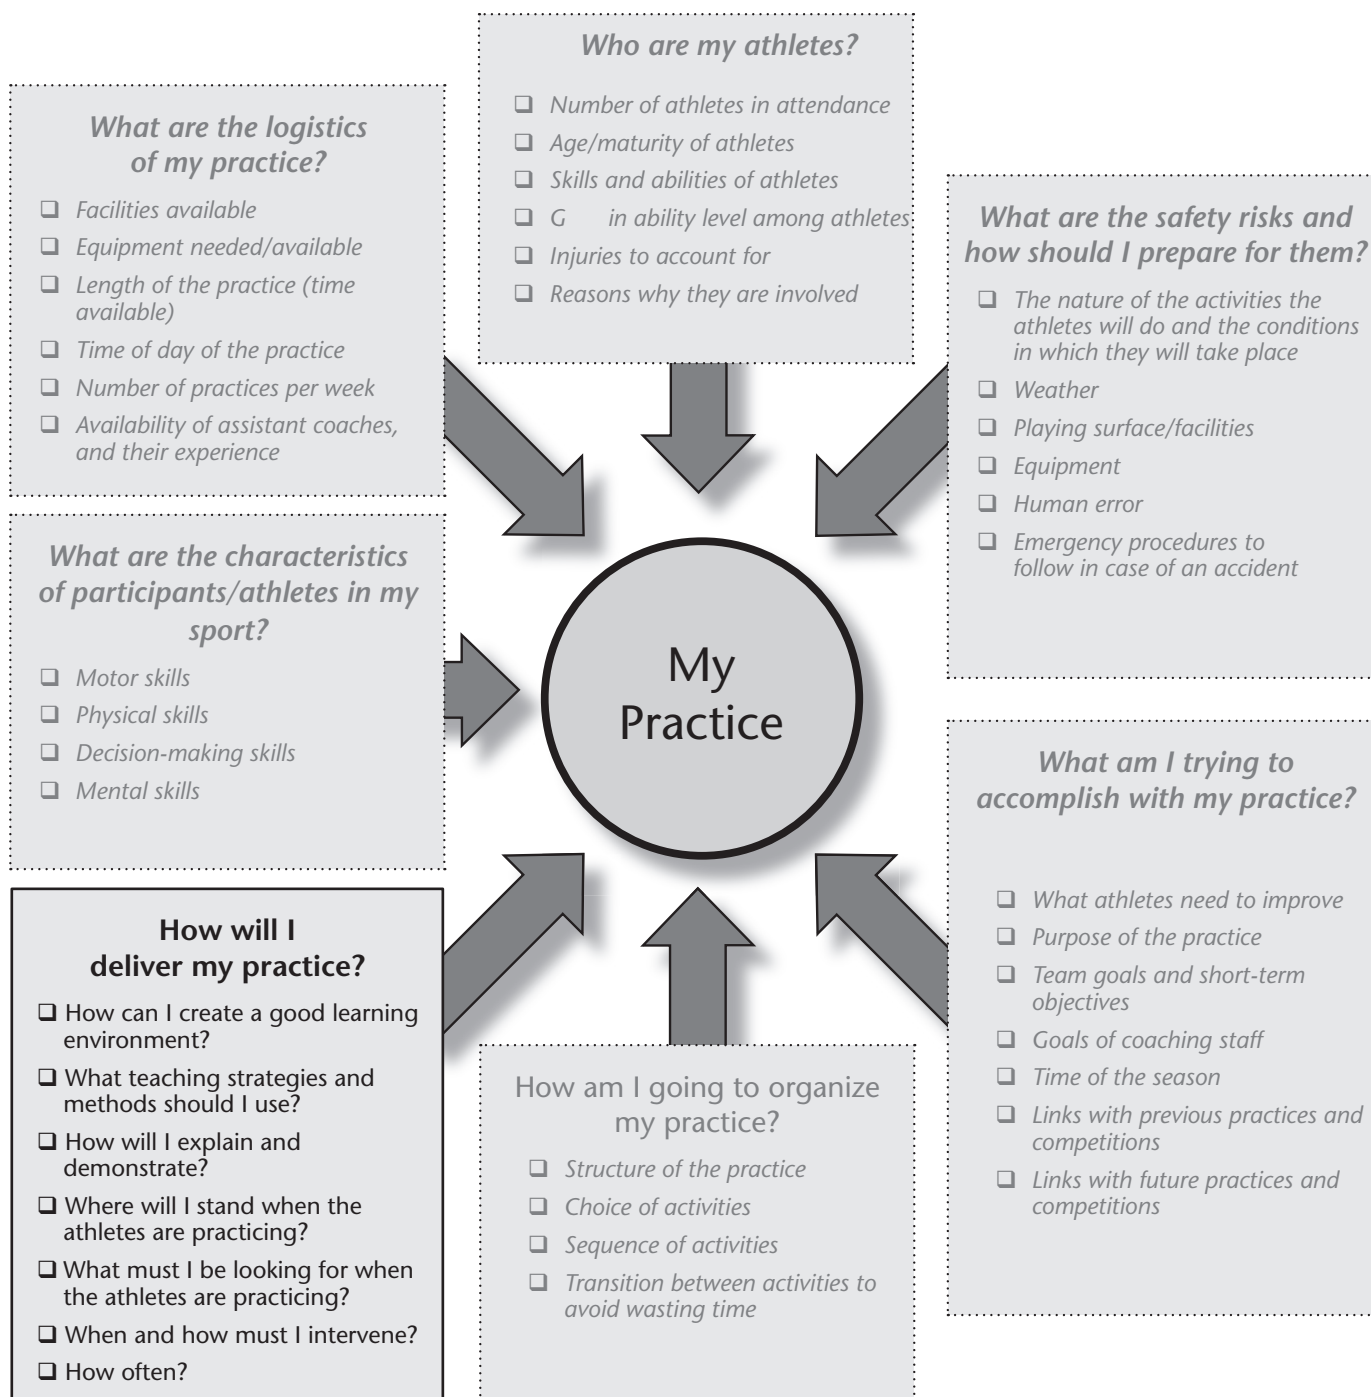 Who are my athletes?
❑ Number of athletes in attendance
❑ Age/maturity of athletes
❑ Skills and abilities of athletes
❑ G in ability level among athletes
❑ Injuries to account for
❑ Reasons why they are involved
What are the logistics
of my practice?
❑ Facilities available
❑ Equipment needed/available
❑ Length of the practice (time
available)
❑ Time of day of the practice
❑ Number of practices per week
❑ Availability of assistant coaches,
and their experience
What are the safety risks and
how should I prepare for them?
❑ The nature of the activities the
athletes will do and the conditions
in which they will take place
❑ Weather
❑ Playing surface/facilities
❑ Equipment
❑ Human error
❑ Emergency procedures to
follow in case of an accident
What are the characteristics
of participants/athletes in my
sport?
❑ Motor skills
❑ Physical skills
❑ Decision-making skills
❑ Mental skills
My
Practice
What am I trying to
accomplish with my practice?
❑ What athletes need to improve
❑ Purpose of the practice
❑ Team goals and short-term
objectives
❑ Goals of coaching staff
❑ Time of the season
❑ Links with previous practices and
competitions
❑ Links with future practices and
competitions
How will I
deliver my practice?
❑ How can I create a good learning
environment?
❑ What teaching strategies and
methods should I use?
❑ How will I explain and
demonstrate?
❑ Where will I stand when the
athletes are practicing?
❑ What must I be looking for when
the athletes are practicing?
❑ When and how must I intervene?
❑ How often?
How am I going to organize
my practice?
❑ Structure of the practice
❑ Choice of activities
❑ Sequence of activities
❑ Transition between activities to
avoid wasting time